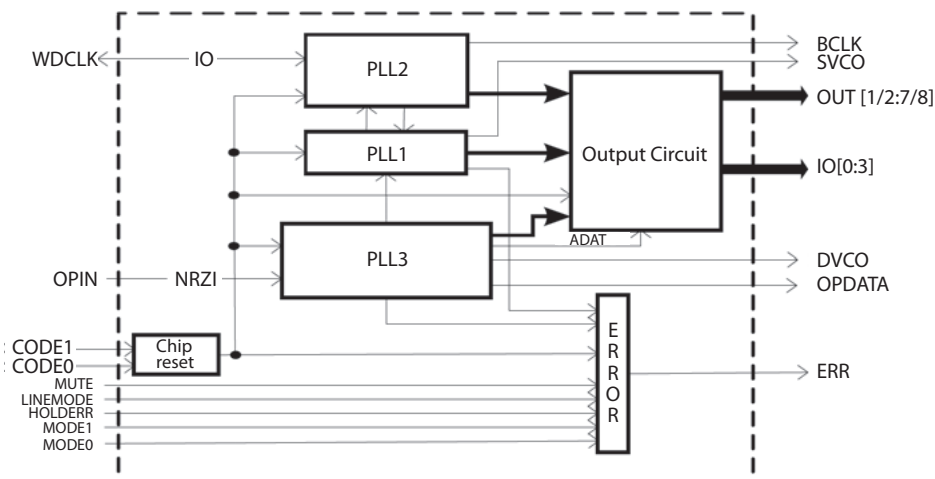 WDCLK
IO
PLL2
BCLK
SVCO
OUT [1/2:7/8]
PLL1
Output Circuit
IO[0:3]
ADAT
PLL3
DVCO
OPIN
NRZI
OPDATA
CODE1
CODE0
Chip
reset
ERROR
ERR
MUTE
LINEMODE
HOLDERR
MODE1
MODE0